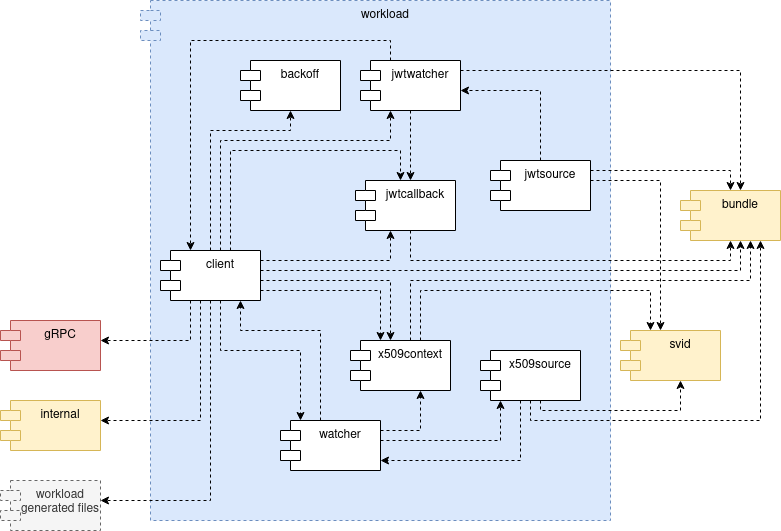 workload
backoff
jwtwatcher
jwtcallback
jwtsource
bundle
client
gRPC
x509context
x509source
svid
internal
watcher
workload
generated files